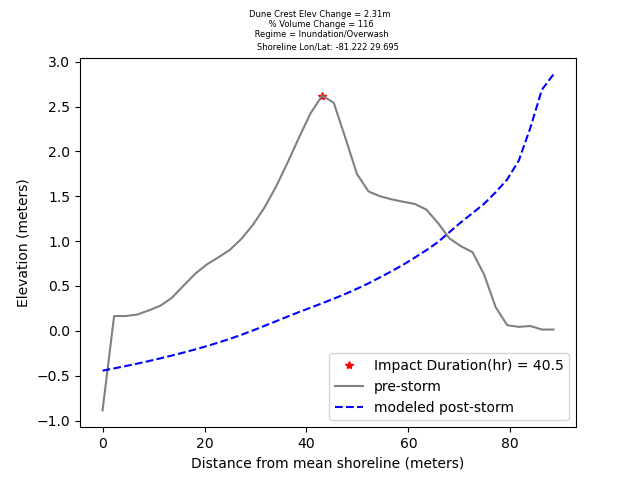 Dune Crest Elev Change = 2.31m
% Volume Change = 116
Regime = Inundation/Overwash
Shoreline Lon/Lat: -81.222 29.695
3.0
2.5
2.0
1.5
1.0
0.5
0.0
−0.5
−1.0
Elevation (meters)
Impact Duration(hr) = 40.5
pre-storm
modeled post-storm
0 20 40 60 80
Distance from mean shoreline (meters)